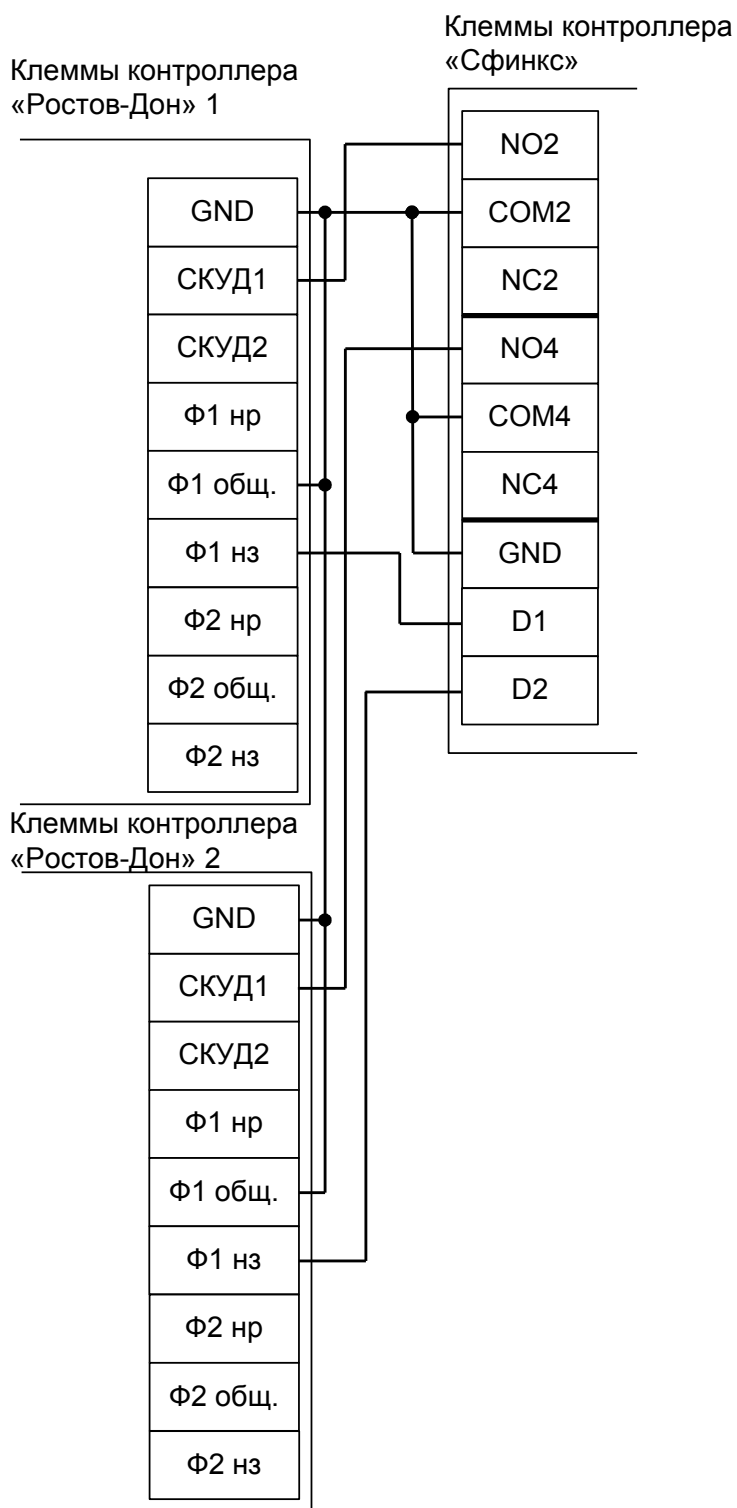 Клеммы контроллера
«Сфинкс»
Клеммы контроллера
«Ростов-Дон» 1
NO2
COM2
NC2
NO4
COM4
NC4
GND
D1
D2
GND
СКУД1
СКУД2
Ф1 нр
Ф1 общ.
Ф1 нз
Ф2 нр
Ф2 общ.
Ф2 нз
Клеммы контроллера
«Ростов-Дон» 2
GND
СКУД1
СКУД2
Ф1 нр
Ф1 общ.
Ф1 нз
Ф2 нр
Ф2 общ.
Ф2 нз